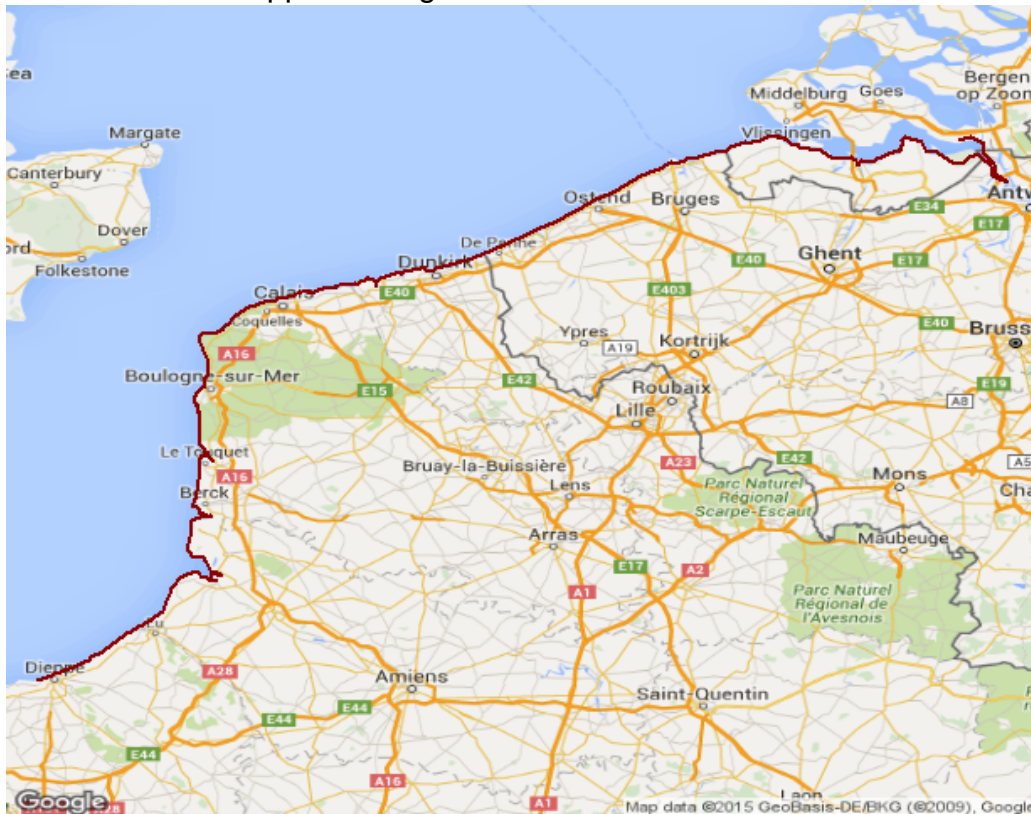 Sea
Bergen
op Zoom
Middelburg
Goes
Vlissingen
Margate
Canterbury
Dover
Folkestone
Antw
Ostend
Bruges
E34
E17
De Panne
Dunkirk
E40
Ghent
E17
E40
E403
Calais
Coquelles
E40
Bruss
Ypres
A19
Kortrijk
A16
Boulogne-sur-Mer
E15
E42
Roubaix
Lille
E19
A8
Le Touquet
A16
Bruay-la-Buissière
A23
E42
Mons
A5
Berck
Lens
Parc Naturel
Régional
Scarpe-Escaut
Cha
Arras
Maubeuge
E17
A2
A1
Parc Naturel
Régional de
l'Avesnois
Dieppe
A28
Amiens
Saint-Quentin
E44
E44
E44
A16
A1
Laon
A28
Google
Map data ©2015 GeoBasis-DE/BKG (©2009), Google